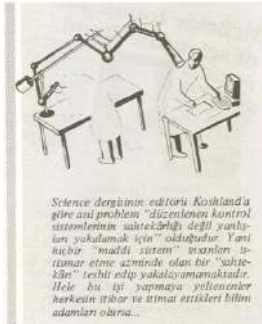 Science dergisinin editörü Koshland'a
göre asıl problem "düzenlenen kontrol
sistemlerinin sahtekârlığı değil yanlış-
ları yakalamak için" olduğudur. Yani
hiçbir "maddi sistem" insanları is-
tismar etme azminde olan bir "sahte-
kârı" tesbit edip yakalayamamaktadır.
Hele bu işi yapmaya yeltenenler
herkesin itibar ve itimat ettikleri bilim
adamları olursa...